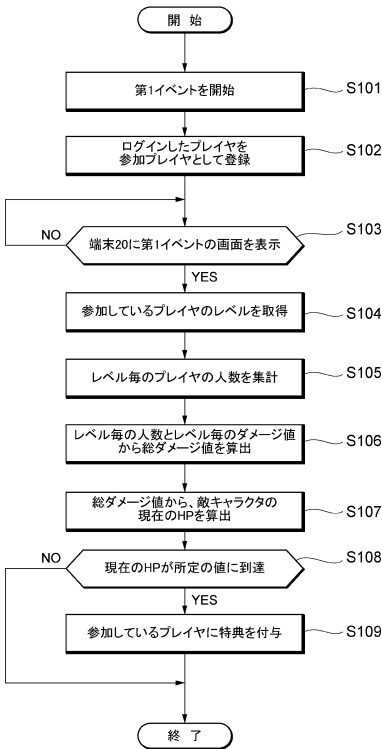 開 始
第1イベントを開始
S101
ログインしたプレイヤを
参加プレイヤとして登録
S102
端末20に第1イベントの画面を表示
S103
NO
YES
参加しているプレイヤのレベルを取得
S104
レベル毎のプレイヤの人数を集計
S105
レベル毎の人数とレベル毎のダメージ値
から総ダメージ値を算出
S106
総ダメージ値から、敵キャラクタの
現在のHPを算出
S107
現在のHPが所定の値に到達
S108
NO
YES
参加しているプレイヤに特典を付与
S109
終 了